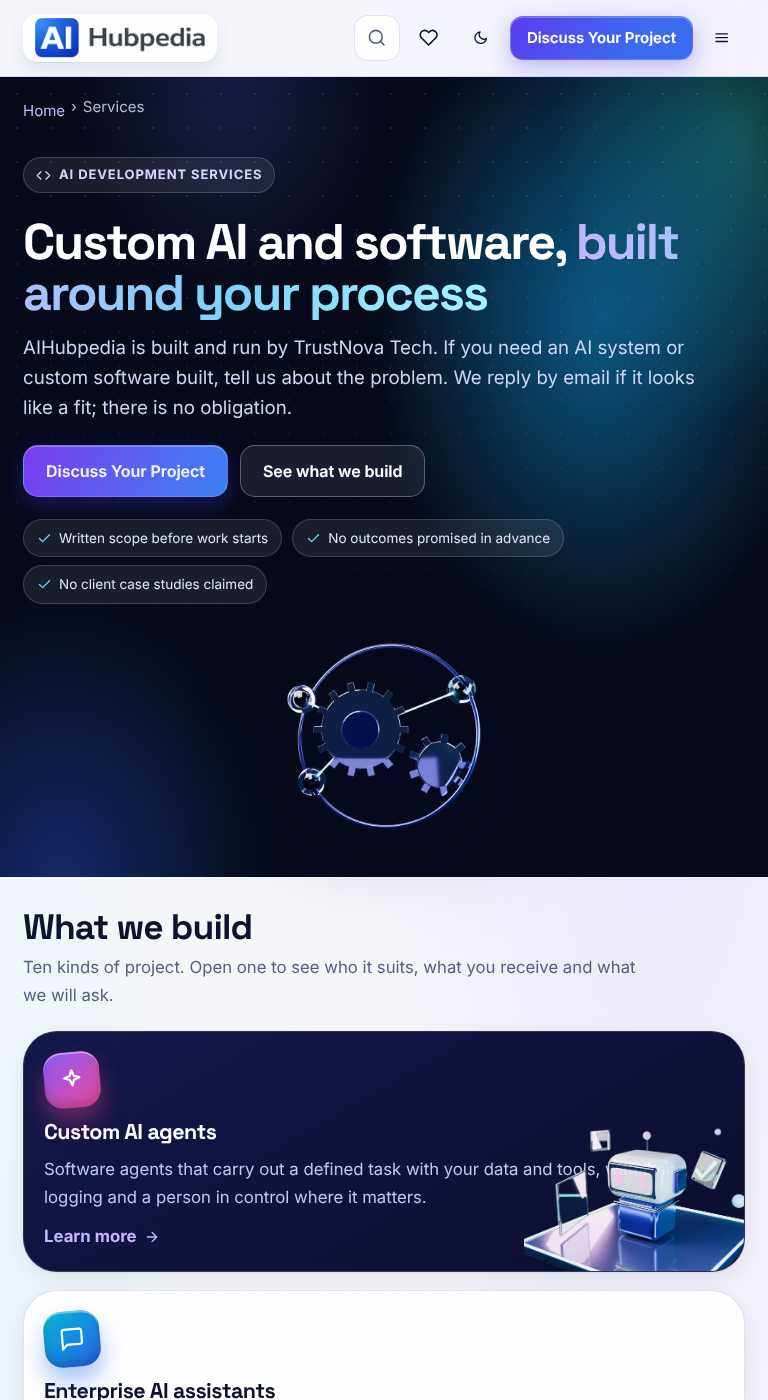 AI Hubpedia
Discuss Your Project
Home › Services
AI DEVELOPMENT SERVICES
Custom AI and software, built
around your process
AIHubpedia is built and run by TrustNova Tech. If you need an AI system or
custom software built, tell us about the problem. We reply by email if it looks
like a fit; there is no obligation.
Discuss Your Project
See what we build
Written scope before work starts
No outcomes promised in advance
No client case studies claimed
What we build
Ten kinds of project. Open one to see who it suits, what you receive and what
we will ask.
Custom AI agents
Software agents that carry out a defined task with your data and tools,
logging and a person in control where it matters.
Learn more →
Enterprise AI assistants